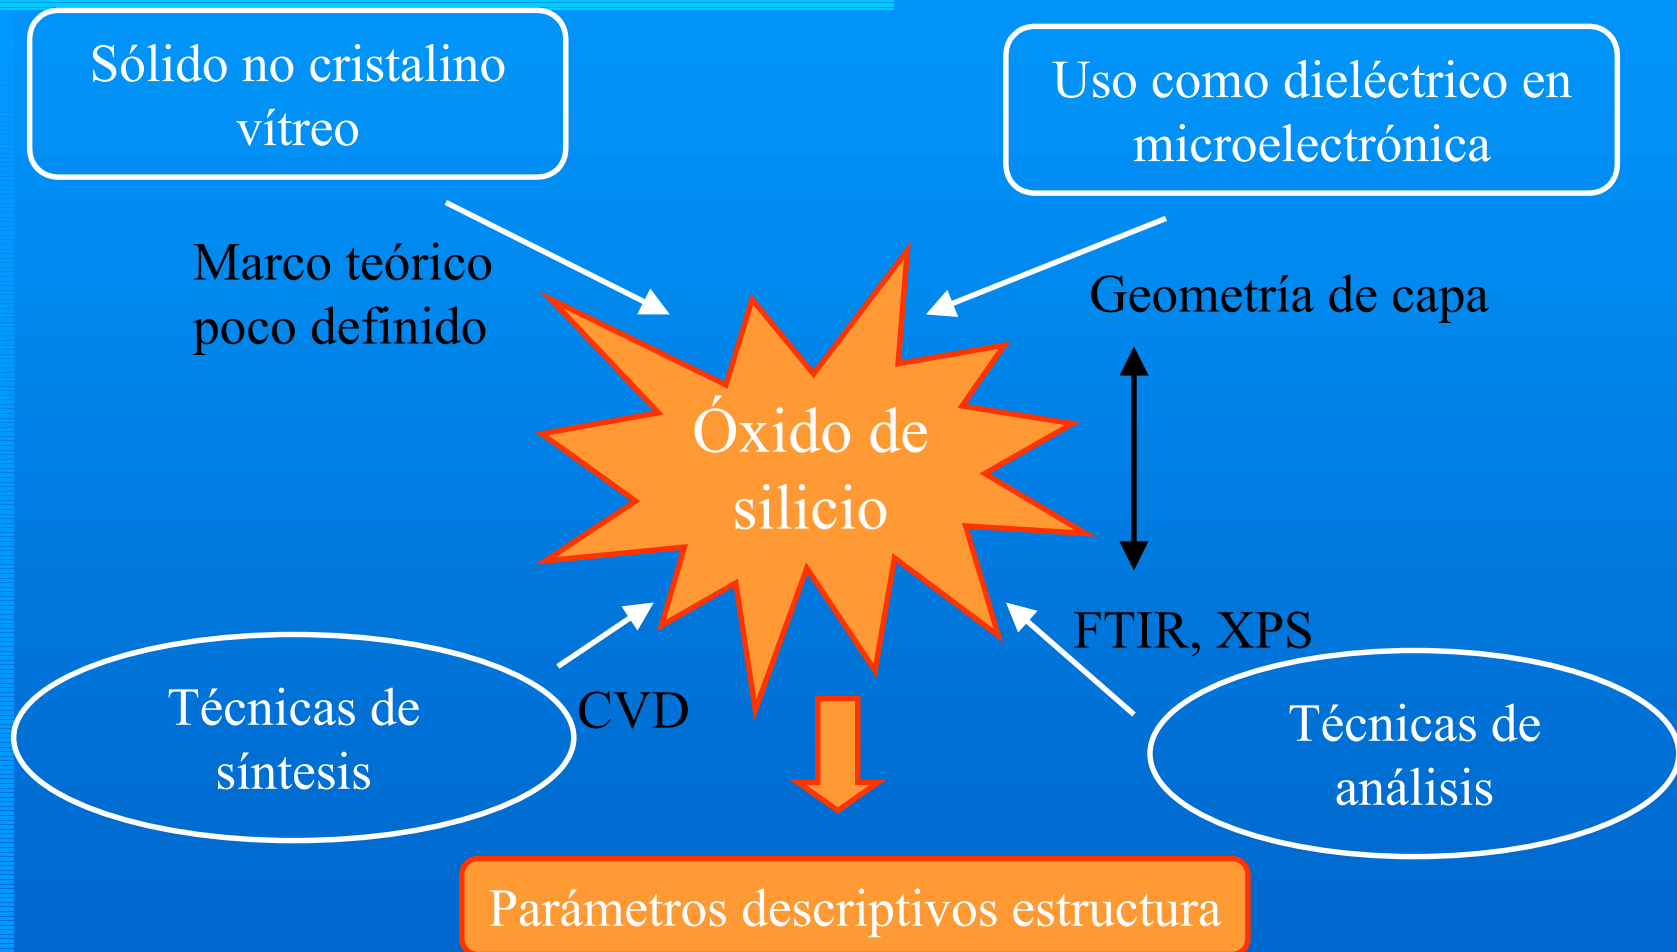 Sólido no cristalino
vítreo
Uso como dieléctrico en
microelectrónica
Marco teórico
poco definido
Geometría de capa
Óxido de
silicio
FTIR, XPS
CVD
Técnicas de
síntesis
Técnicas de
análisis
Parámetros descriptivos estructura